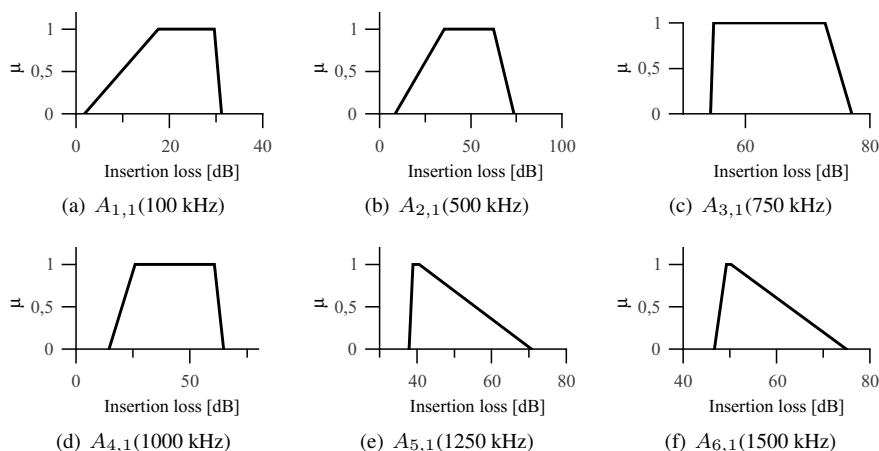 1
0,5
0
μ
0 20 40
Insertion loss [dB]
(a) A1,1(100 kHz)
1
0,5
0
μ
0 50 100
Insertion loss [dB]
(b) A2,1(500 kHz)
1
0,5
0
μ
60 80
Insertion loss [dB]
(c) A3,1(750 kHz)
1
0,5
0
μ
0 50
Insertion loss [dB]
(d) A4,1(1000 kHz)
1
0,5
0
μ
40 60 80
Insertion loss [dB]
(e) A5,1(1250 kHz)
1
0,5
0
μ
40 60 80
Insertion loss [dB]
(f) A6,1(1500 kHz)